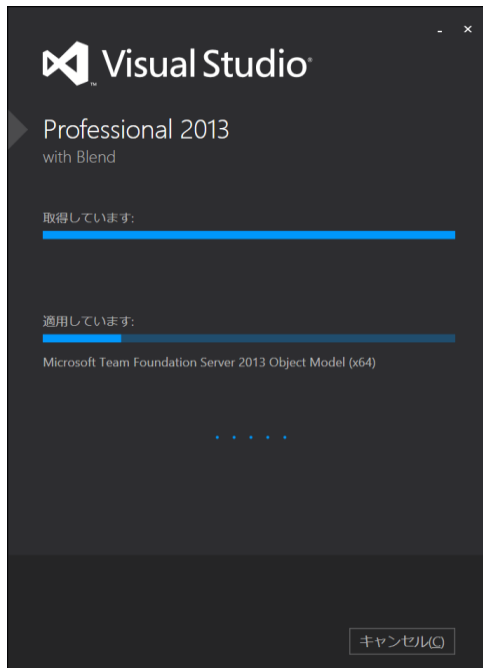 Visual Studio®
™
Professional 2013
with Blend
取得しています:
適用しています:
Microsoft Team Foundation Server 2013 Object Model (x64)
キャンセル(C)